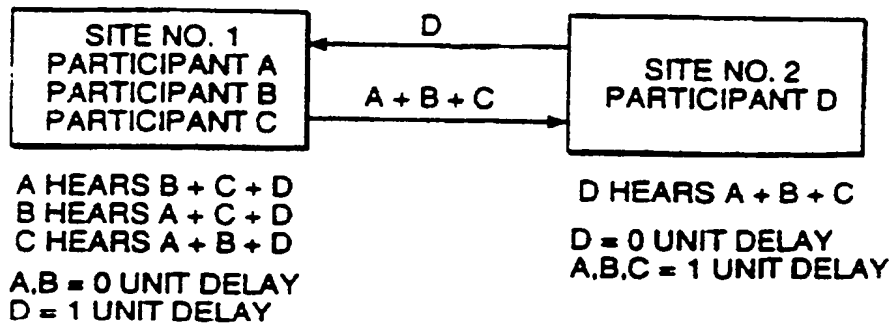 SITE NO. 1
PARTICIPANT A
PARTICIPANT B
PARTICIPANT C
D
A + B + C
SITE NO. 2
PARTICIPANT D
A HEARS B + C + D
B HEARS A + C + D
C HEARS A + B + D
A,B = 0 UNIT DELAY
D = 1 UNIT DELAY
D HEARS A + B + C
D = 0 UNIT DELAY
A,B,C = 1 UNIT DELAY